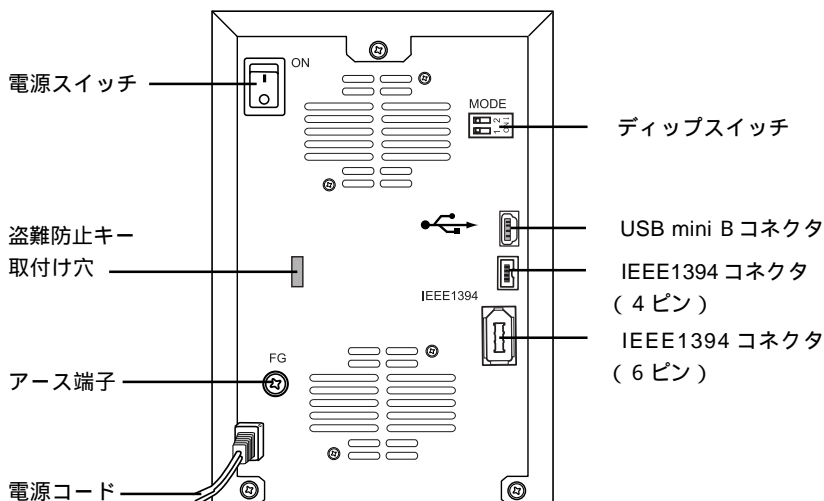 ON
電源スイッチ
MODE
1 2
ON↓
ディップスイッチ
盗難防止キー
取付け穴
USB mini B コネクタ
IEEE1394 コネクタ
( 4 ピン )
IEEE1394
IEEE1394 コネクタ
( 6 ピン )
FG
アース端子
電源コード